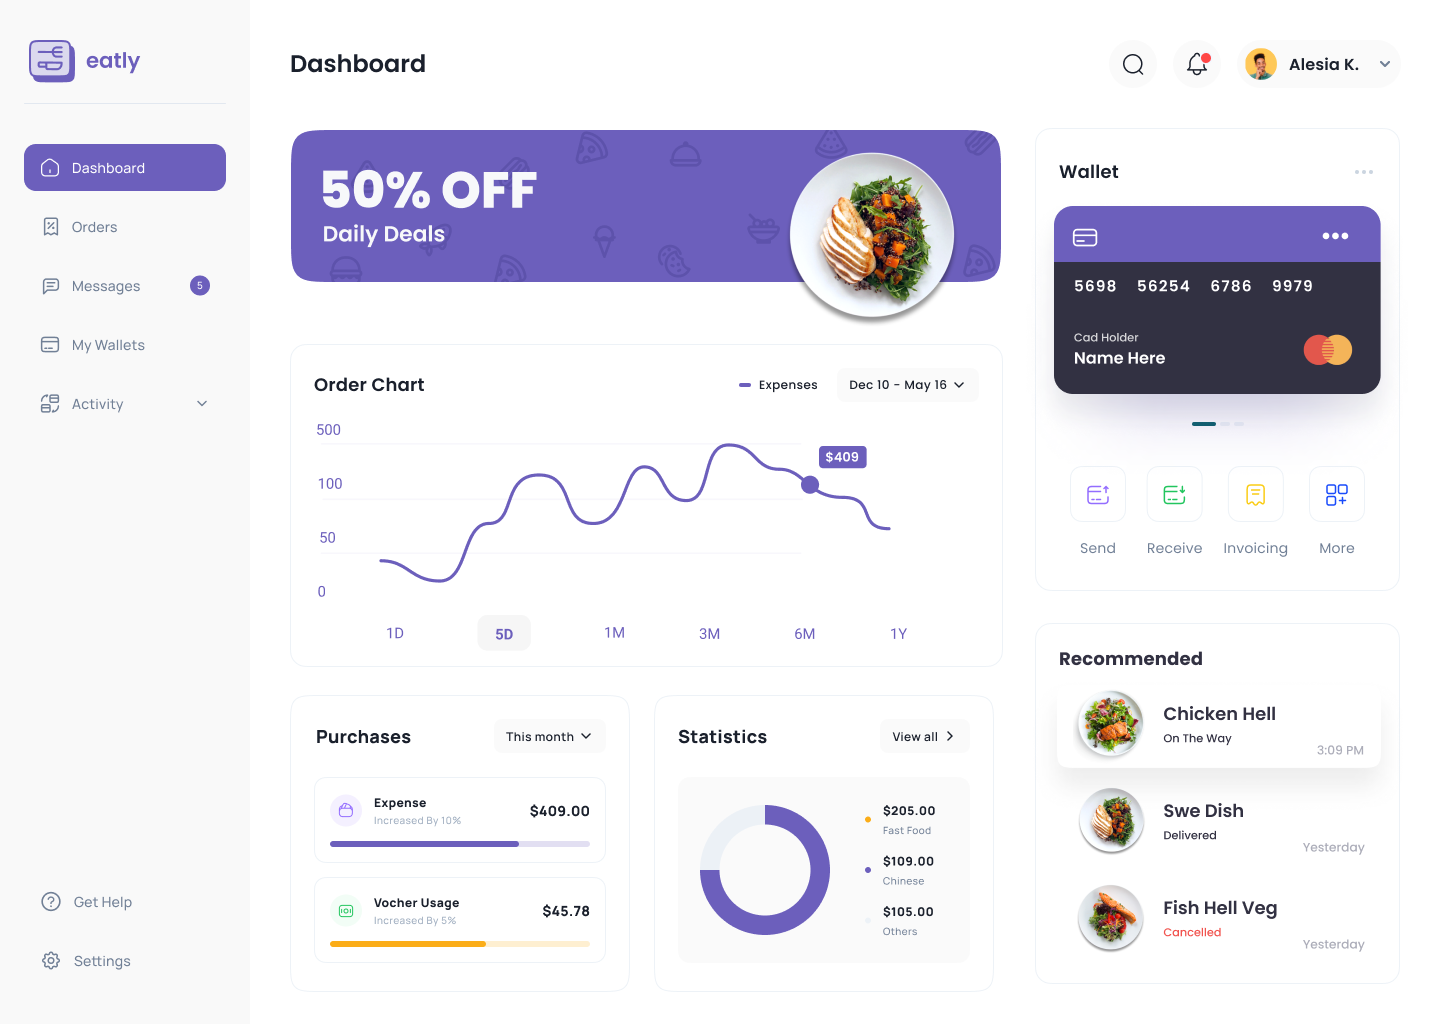 eatly
Dashboard
Orders
Messages
5
My Wallets
Activity
Get Help
Settings
Dashboard
Alesia K.
50% OFF
Daily Deals
Order Chart
Expenses
Dec 10 - May 16
500
100
50
0
$409
1D
5D
1M
3M
6M
1Y
Purchases
This month
Expense
Increased By 10%
$409.00
Vocher Usage
Increased By 5%
$45.78
Statistics
View all
$205.00
Fast Food
$109.00
Chinese
$105.00
Others
Wallet
5698 56254 6786 9979
Cad Holder
Name Here
Send
Receive
Invoicing
More
Recommended
Chicken Hell
On The Way
3:09 PM
Swe Dish
Delivered
Yesterday
Fish Hell Veg
Cancelled
Yesterday